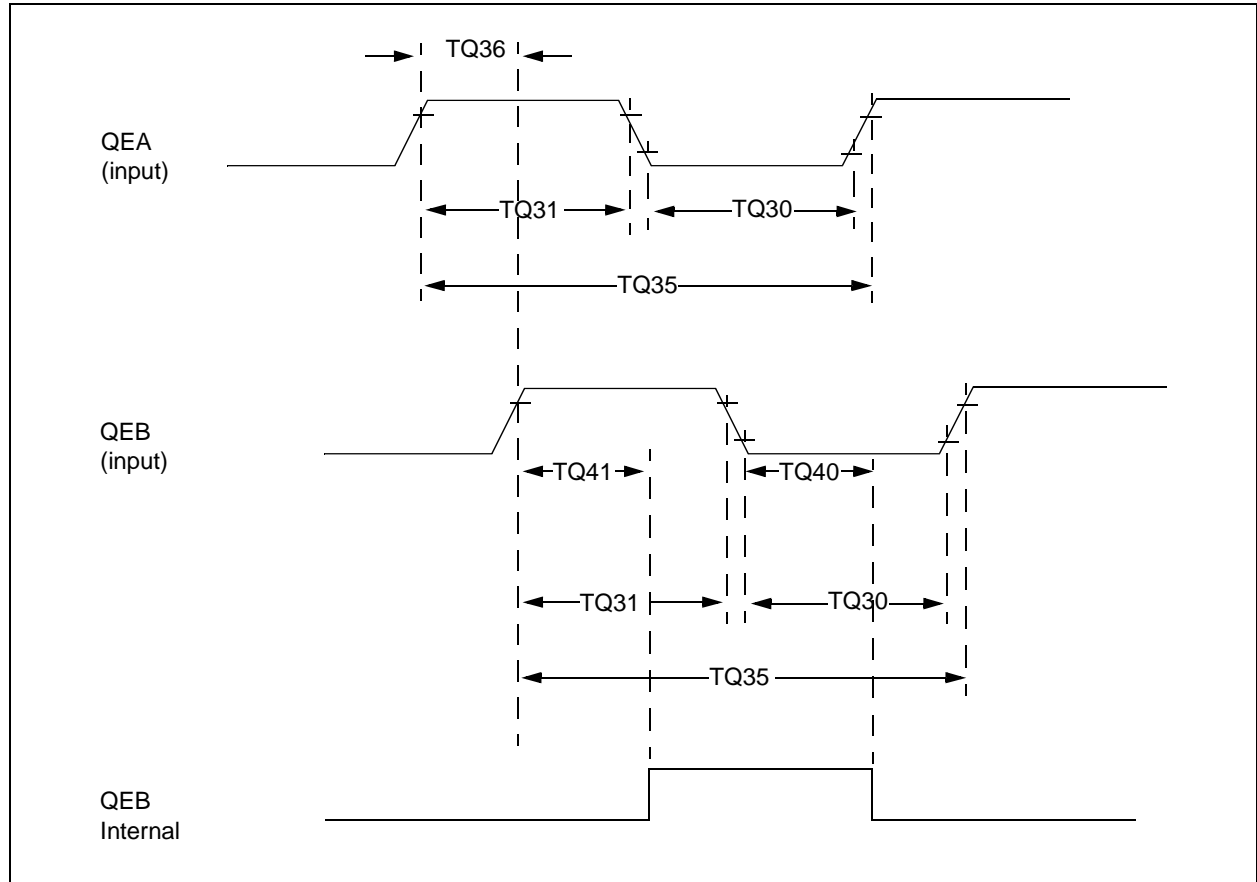 TQ36
QEA
(input)
TQ31
TQ30
TQ35
QEB
(input)
TQ41
TQ40
TQ31
TQ30
TQ35
QEB
Internal